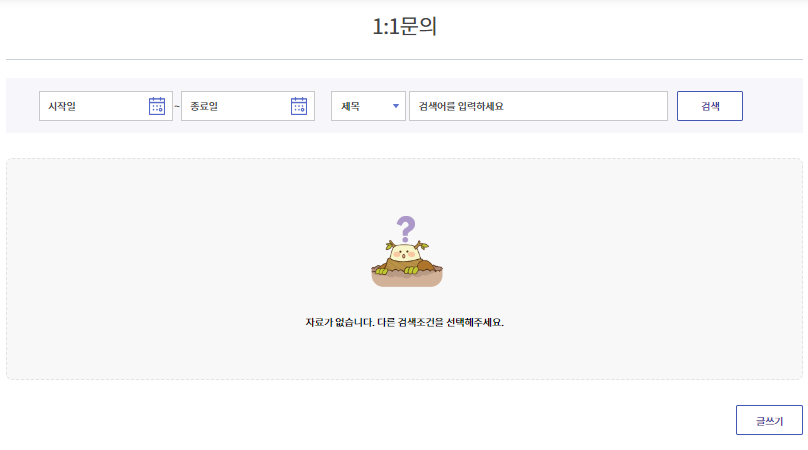 1:1문의
시작일 ~ 종료일 제목 검색어를 입력하세요 검색
?
자료가 없습니다. 다른 검색조건을 선택해주세요.
글쓰기